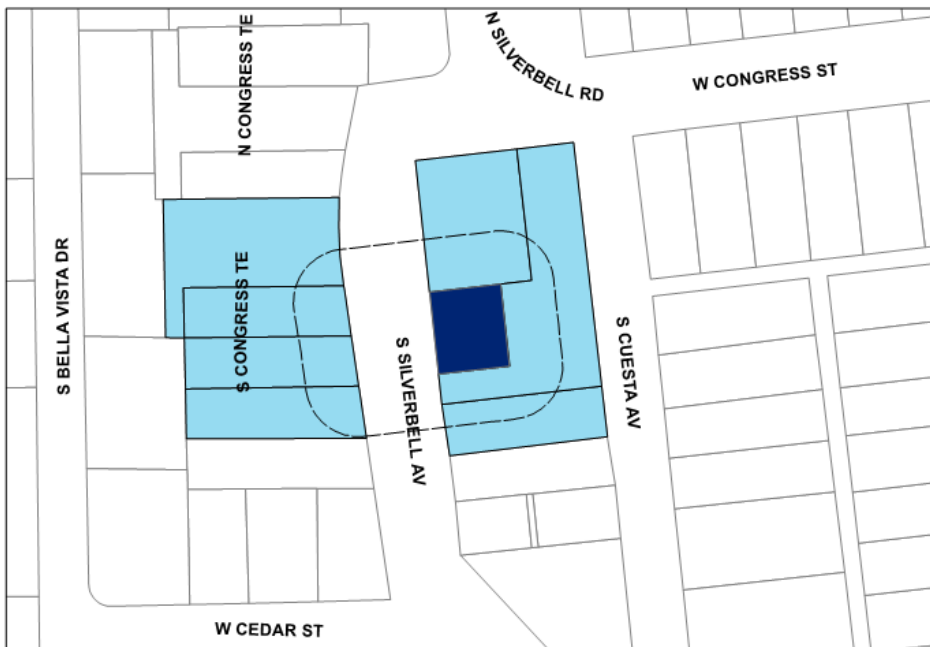 N CONGRESS TE
N SILVERBELL RD
W CONGRESS ST
S BELLA VISTA DR
S CONGRESS TE
S SILVERBELL AV
S CUESTA AV
W CEDAR ST